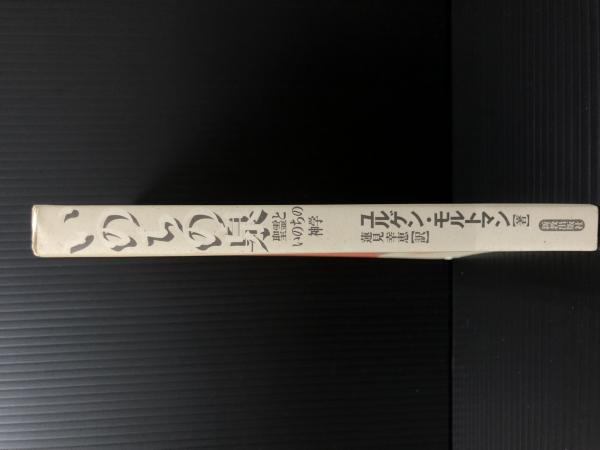 いのちの泉
聖霊と
いのちの
神学
ユルゲン・モルトマン[著]
蓮見幸恵[訳]
新教出版社